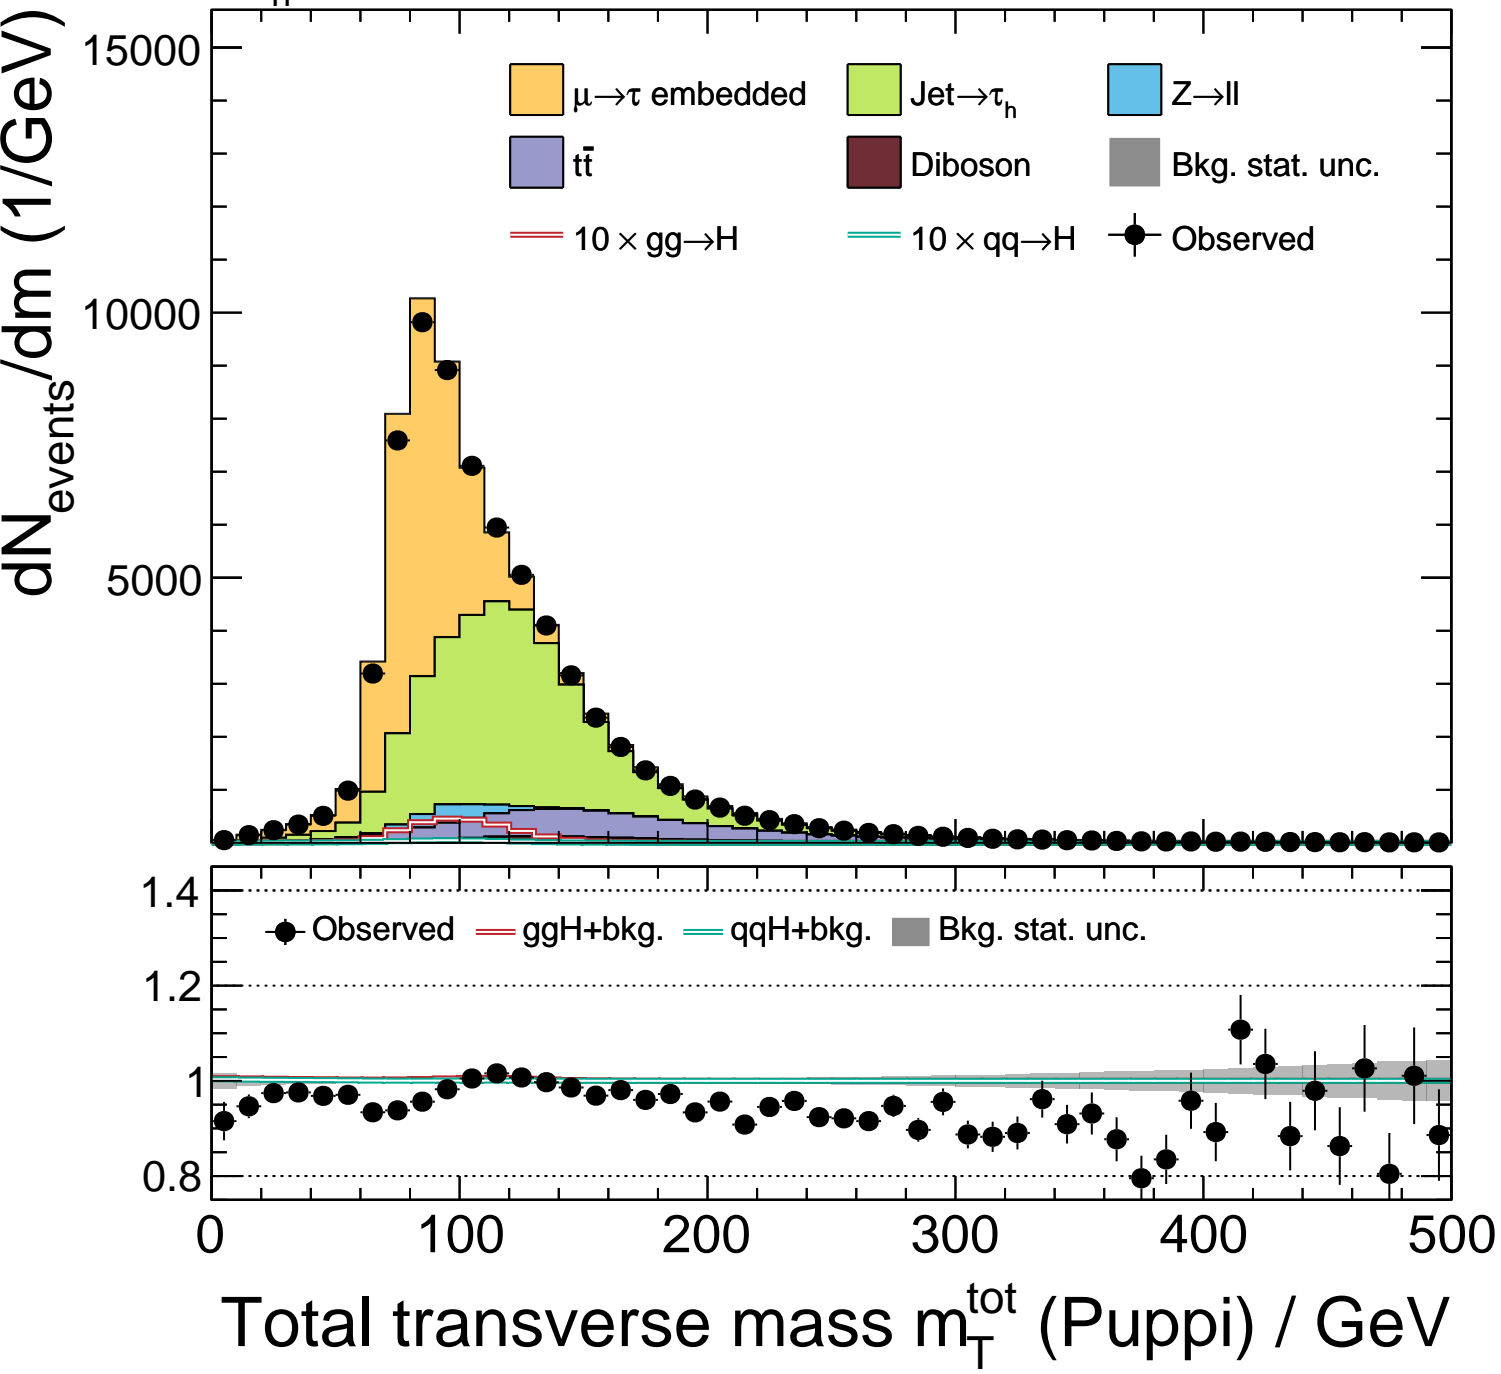 dN_events/dm (1/GeV)
15000
10000
5000
μ→τ embedded Jet→τ_h Z→ll
tt̄ Diboson Bkg. stat. unc.
10 × gg→H 10 × qq→H Observed
1.4
1.2
1
0.8
Observed ggH+bkg. qqH+bkg. Bkg. stat. unc.
0 100 200 300 400 500
Total transverse mass m_T^tot (Puppi) / GeV